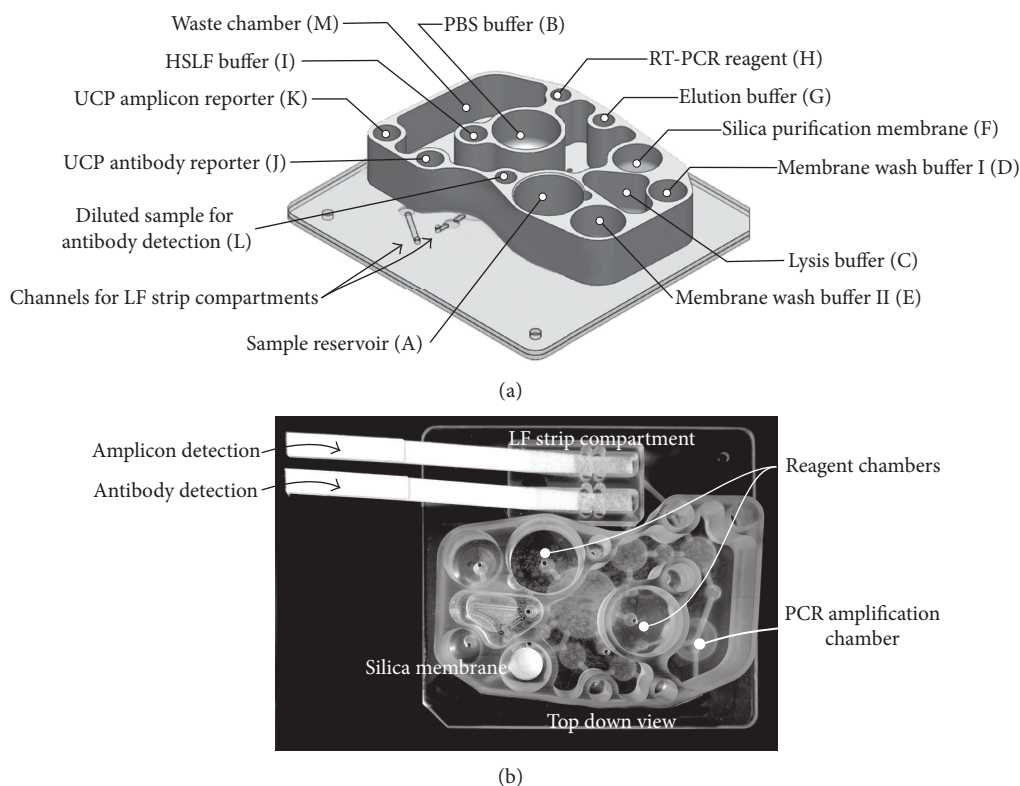 Waste chamber (M)
PBS buffer (B)
HSLF buffer (I)
RT-PCR reagent (H)
UCP amplicon reporter (K)
Elution buffer (G)
Silica purification membrane (F)
UCP antibody reporter (J)
Membrane wash buffer I (D)
Diluted sample for
antibody detection (L)
Lysis buffer (C)
Channels for LF strip compartments
Membrane wash buffer II (E)
Sample reservoir (A)
(a)
Amplicon detection
LF strip compartment
Reagent chambers
Antibody detection
PCR amplification
chamber
Silica membrane
Top down view
(b)